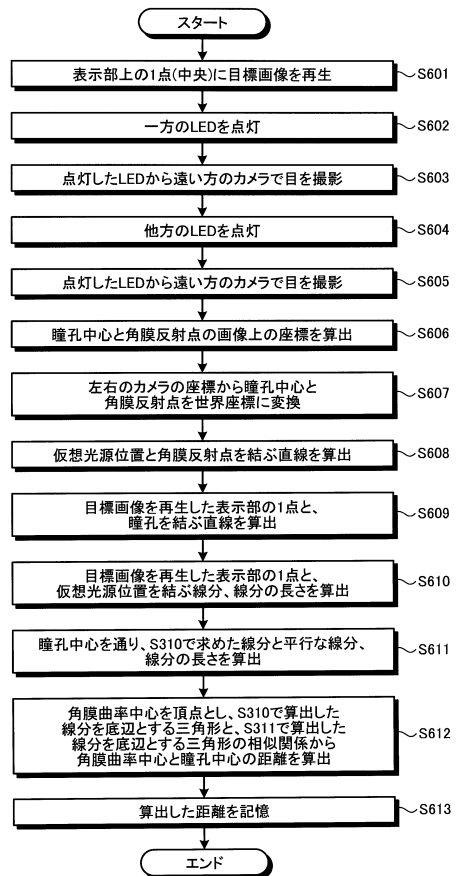 スタート
表示部上の1点(中央)に目標画像を再生
S601
一方のLEDを点灯
S602
点灯したLEDから遠い方のカメラで目を撮影
S603
他方のLEDを点灯
S604
点灯したLEDから遠い方のカメラで目を撮影
S605
瞳孔中心と角膜反射点の画像上の座標を算出
S606
左右のカメラの座標から瞳孔中心と
角膜反射点を世界座標に変換
S607
仮想光源位置と角膜反射点を結ぶ直線を算出
S608
目標画像を再生した表示部の1点と、
瞳孔を結ぶ直線を算出
S609
目標画像を再生した表示部の1点と、
仮想光源位置を結ぶ線分、線分の長さを算出
S610
瞳孔中心を通り、S310で求めた線分と平行な線分、
線分の長さを算出
S611
角膜曲率中心を頂点とし、S310で算出した
線分を底辺とする三角形と、S311で算出した
線分を底辺とする三角形の相似関係から
角膜曲率中心と瞳孔中心の距離を算出
S612
算出した距離を記憶
S613
エンド